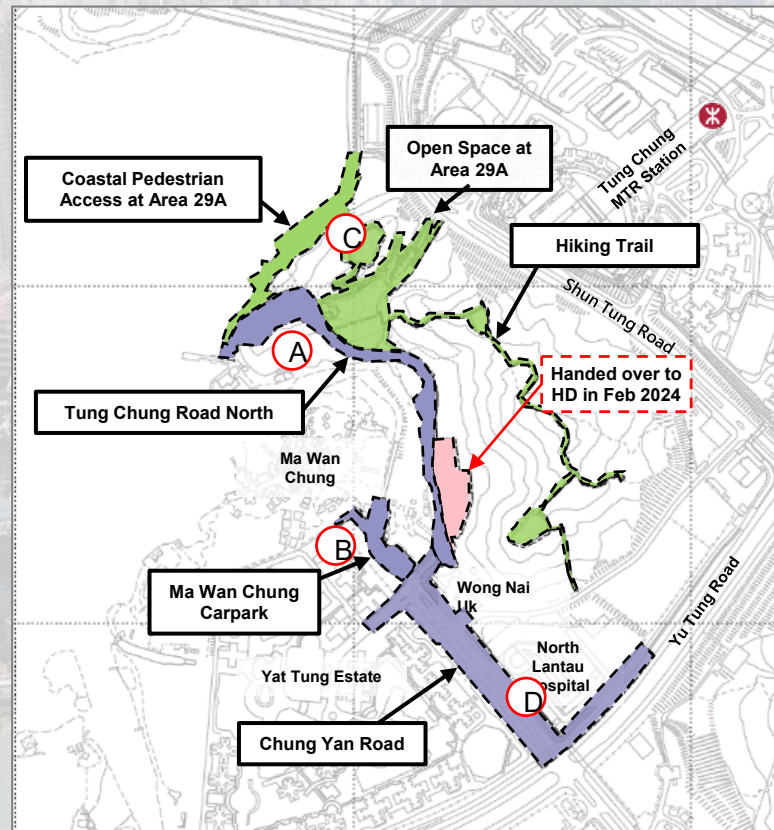 Open Space at
Area 29A
Tung Chung
MTR Station
Coastal Pedestrian
Access at Area 29A
C
Hiking Trail
Shun Tung Road
A
Handed over to
HD in Feb 2024
Tung Chung Road North
Ma Wan
Chung
B
Ma Wan Chung
Carpark
Wong Nai
Uk
Yu Tung Road
North
Lantau
ospital
D
Yat Tung Estate
Chung Yan Road